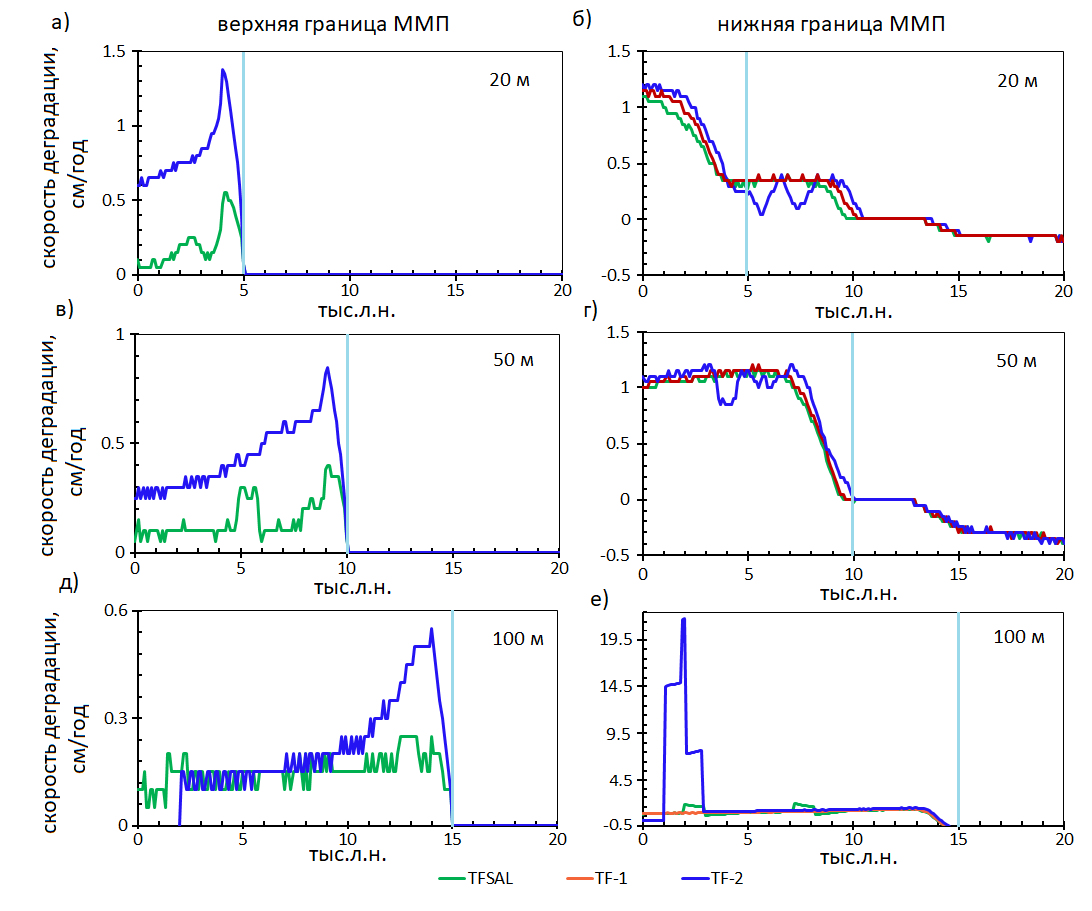 а) верхняя граница ММП
б) нижняя граница ММП
скорость деградации,
см/год
1.5
1
0.5
0
20 м
0 5 10 15 20
тыс.л.н.
1.5
1
0.5
0
-0.5
20 м
0 5 10 15 20
тыс.л.н.
в)
скорость деградации,
см/год
1
0.5
0
50 м
0 5 10 15 20
тыс.л.н.
г)
1.5
1
0.5
0
-0.5
50 м
0 5 10 15 20
тыс.л.н.
д)
скорость деградации,
см/год
0.6
0.3
0
100 м
0 5 10 15 20
тыс.л.н.
е)
19.5
14.5
9.5
4.5
-0.5
100 м
0 5 10 15 20
тыс.л.н.
TFSAL TF-1 TF-2